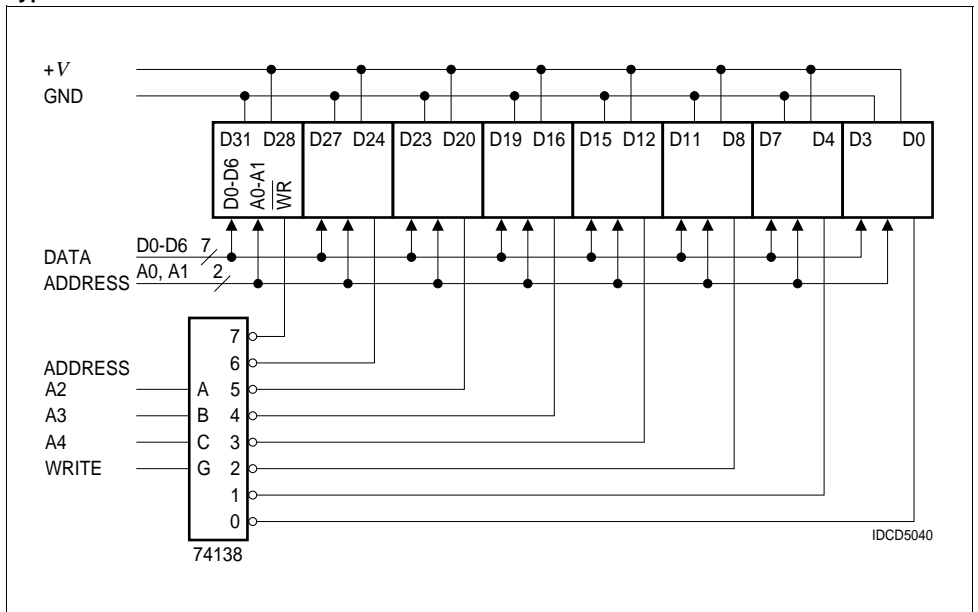 +V
GND
D31 D28 D27 D24 D23 D20 D19 D16 D15 D12 D11 D8 D7 D4 D3 D0
D0-D6
A0-A1
WR
DATA D0-D6 7
ADDRESS A0, A1 2
7
ADDRESS 6
A2 A 5
A3 B 4
A4 C 3
WRITE G 2
1
0
IDCD5040
74138